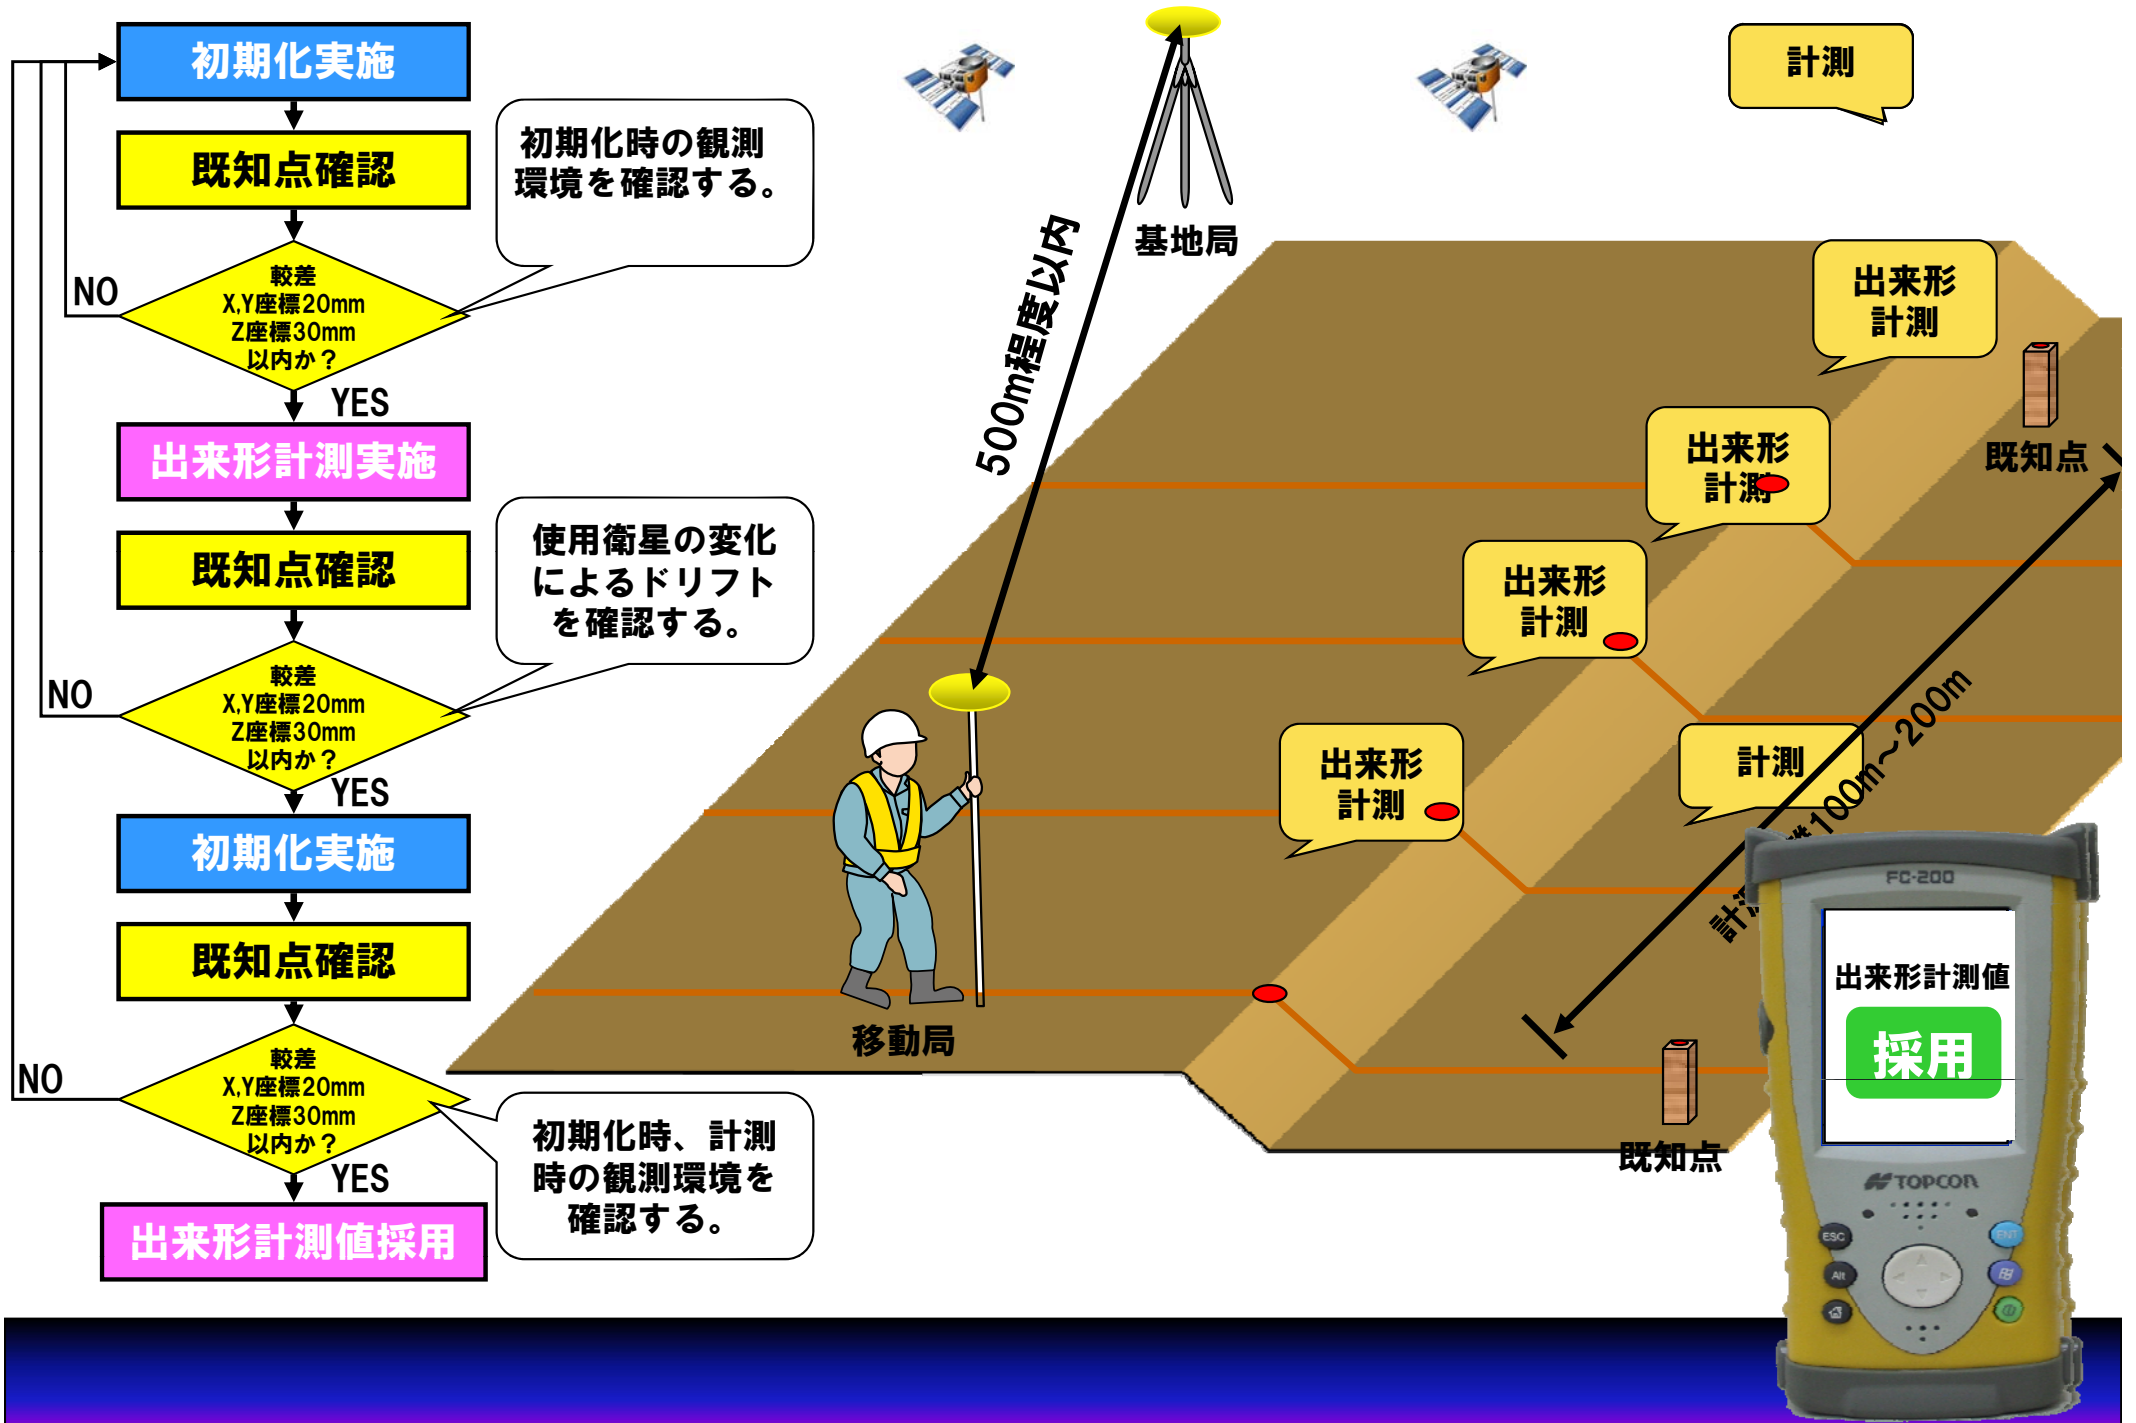 初期化実施
既知点確認
較差
X,Y座標20mm
Z座標30mm
以内か？
NO
YES
出来形計測実施
既知点確認
較差
X,Y座標20mm
Z座標30mm
以内か？
NO
YES
初期化実施
既知点確認
較差
X,Y座標20mm
Z座標30mm
以内か？
NO
YES
出来形計測値採用
初期化時の観測
環境を確認する。
使用衛星の変化
によるドリフト
を確認する。
初期化時、計測
時の観測環境を
確認する。
基地局
500m程度以内
移動局
計測
出来形
計測
出来形
計測
出来形
計測
出来形
計測
計測
既知点
100m～200m
既知点
FC-200
出来形計測値
採用
TOPCON
ESC
ENT
Alt